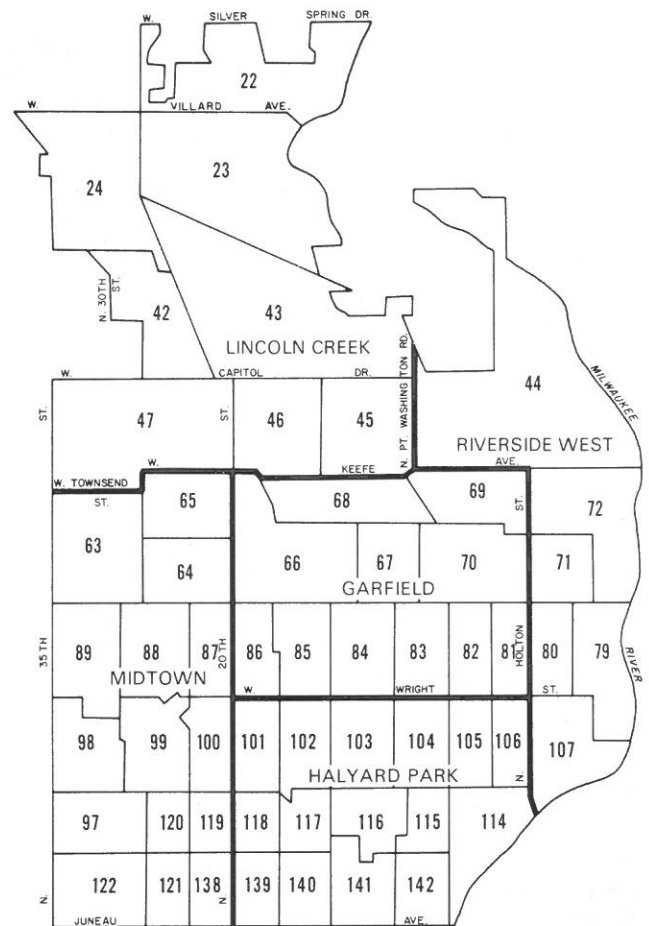 W. SILVER SPRING DR.
22
W. VILLARD AVE.
24 23
N. 30TH ST.
42 43
LINCOLN CREEK
W. CAPITOL DR.
N. PT. WASHINGTON RD.
44
MILWAUKEE
ST.
47 ST. 46 45
RIVERSIDE WEST
W. KEEFE AVE.
W. TOWNSEND ST.
65 68 69 ST. 72
63 64 66 67 70 71
GARFIELD
35TH 89 88 87 20TH 86 85 84 83 82 81 HOLTON 80 79 RIVER
MIDTOWN
W. WRIGHT ST.
98 99 100 101 102 103 104 105 106 107
HALYARD PARK N.
97 120 119 118 117 116 115 114
122 121 138 139 140 141 142
N. N.
JUNEAU AVE.